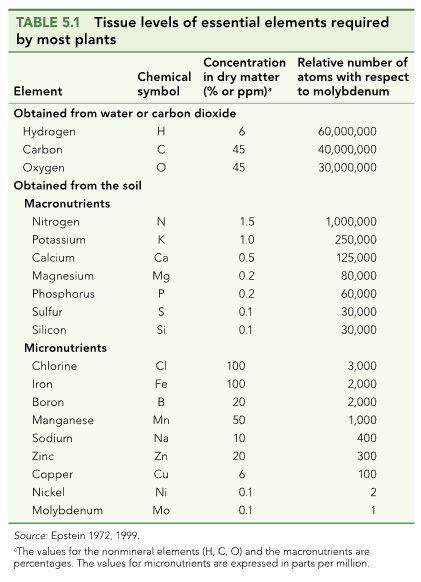 TABLE 5.1 Tissue levels of essential elements required
by most plants
Element Chemical symbol Concentration in dry matter (% or ppm)ᵃ Relative number of atoms with respect to molybdenum
Obtained from water or carbon dioxide
Hydrogen H 6 60,000,000
Carbon C 45 40,000,000
Oxygen O 45 30,000,000
Obtained from the soil
Macronutrients
Nitrogen N 1.5 1,000,000
Potassium K 1.0 250,000
Calcium Ca 0.5 125,000
Magnesium Mg 0.2 80,000
Phosphorus P 0.2 60,000
Sulfur S 0.1 30,000
Silicon Si 0.1 30,000
Micronutrients
Chlorine Cl 100 3,000
Iron Fe 100 2,000
Boron B 20 2,000
Manganese Mn 50 1,000
Sodium Na 10 400
Zinc Zn 20 300
Copper Cu 6 100
Nickel Ni 0.1 2
Molybdenum Mo 0.1 1
Source: Epstein 1972, 1999.
ᵃThe values for the nonmineral elements (H, C, O) and the macronutrients are
percentages. The values for micronutrients are expressed in parts per million.